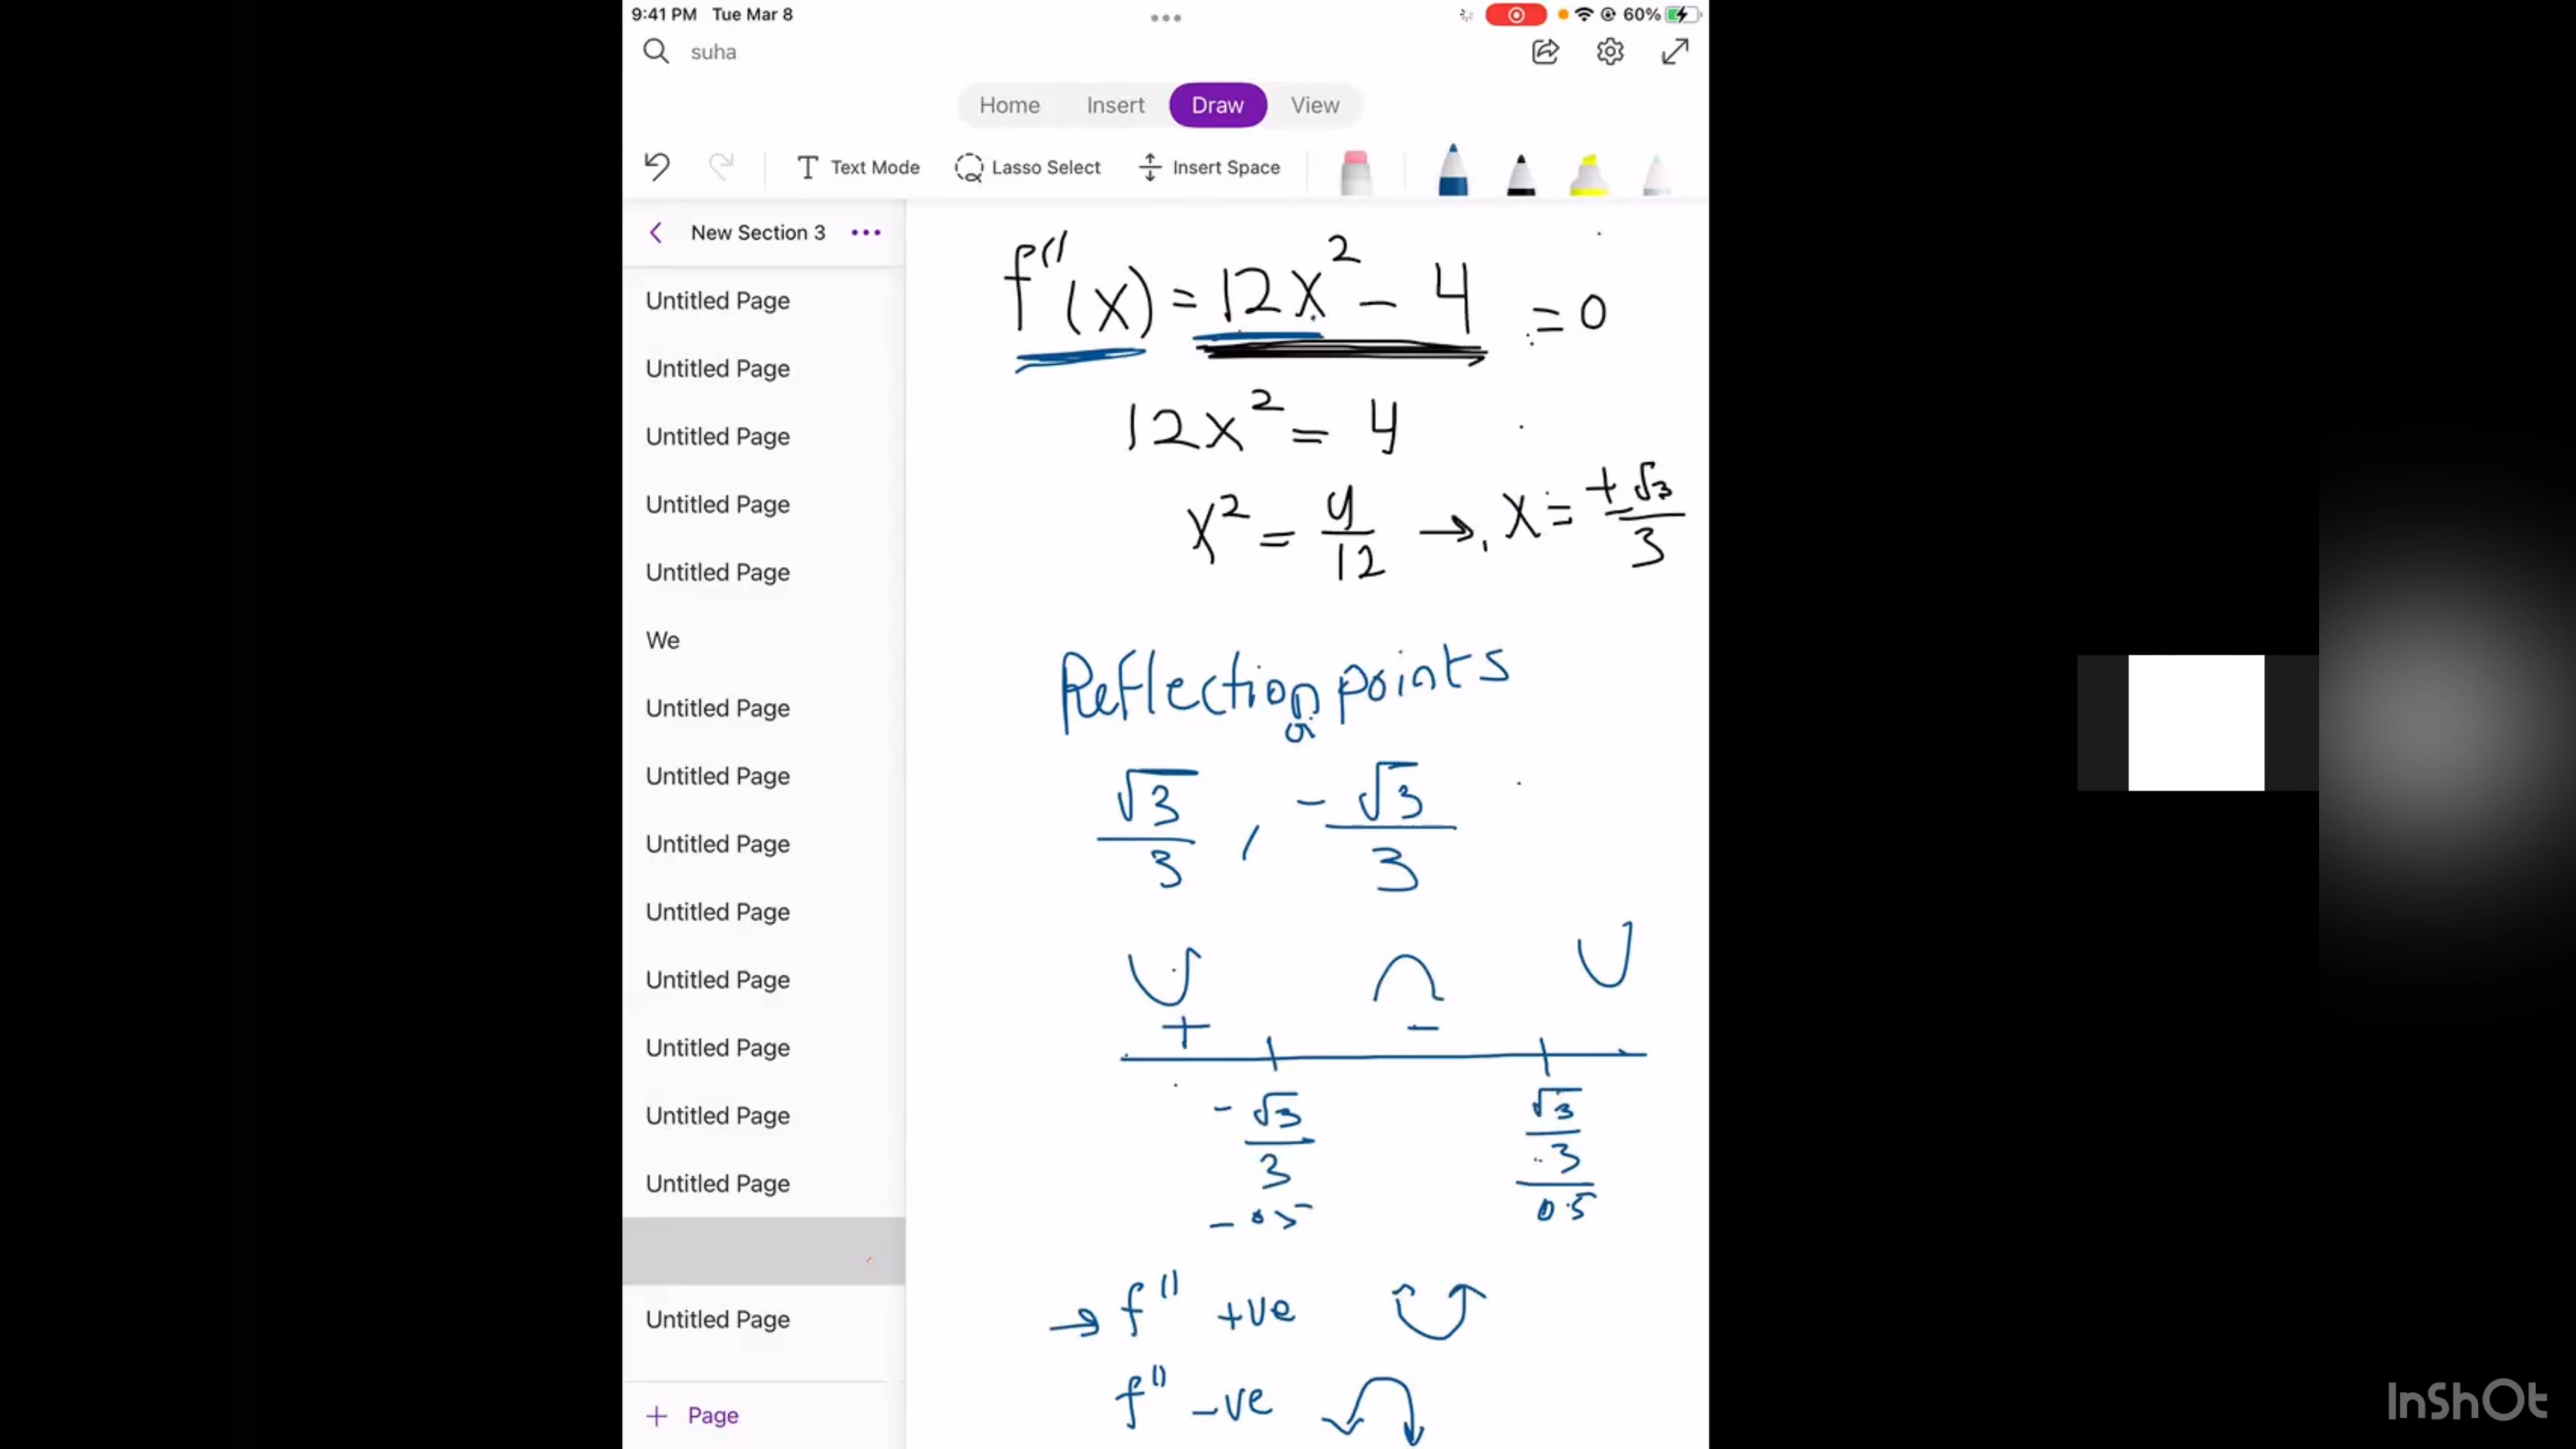 9:41 PM Tue Mar 8
60%
suha
Home Insert Draw View
Text Mode Lasso Select Insert Space
New Section 3
Untitled Page
Untitled Page
Untitled Page
Untitled Page
Untitled Page
We
Untitled Page
Untitled Page
Untitled Page
Untitled Page
Untitled Page
Untitled Page
Untitled Page
Untitled Page
Untitled Page
+ Page
f''(x) = 12x² - 4 = 0
12x² = 4
x² = 4/12 → x = ±√3/3
Reflection points
√3/3 , -√3/3
+ -
-√3/3 √3/3
0.5
→ f'' +ve
f'' -ve
InShOt